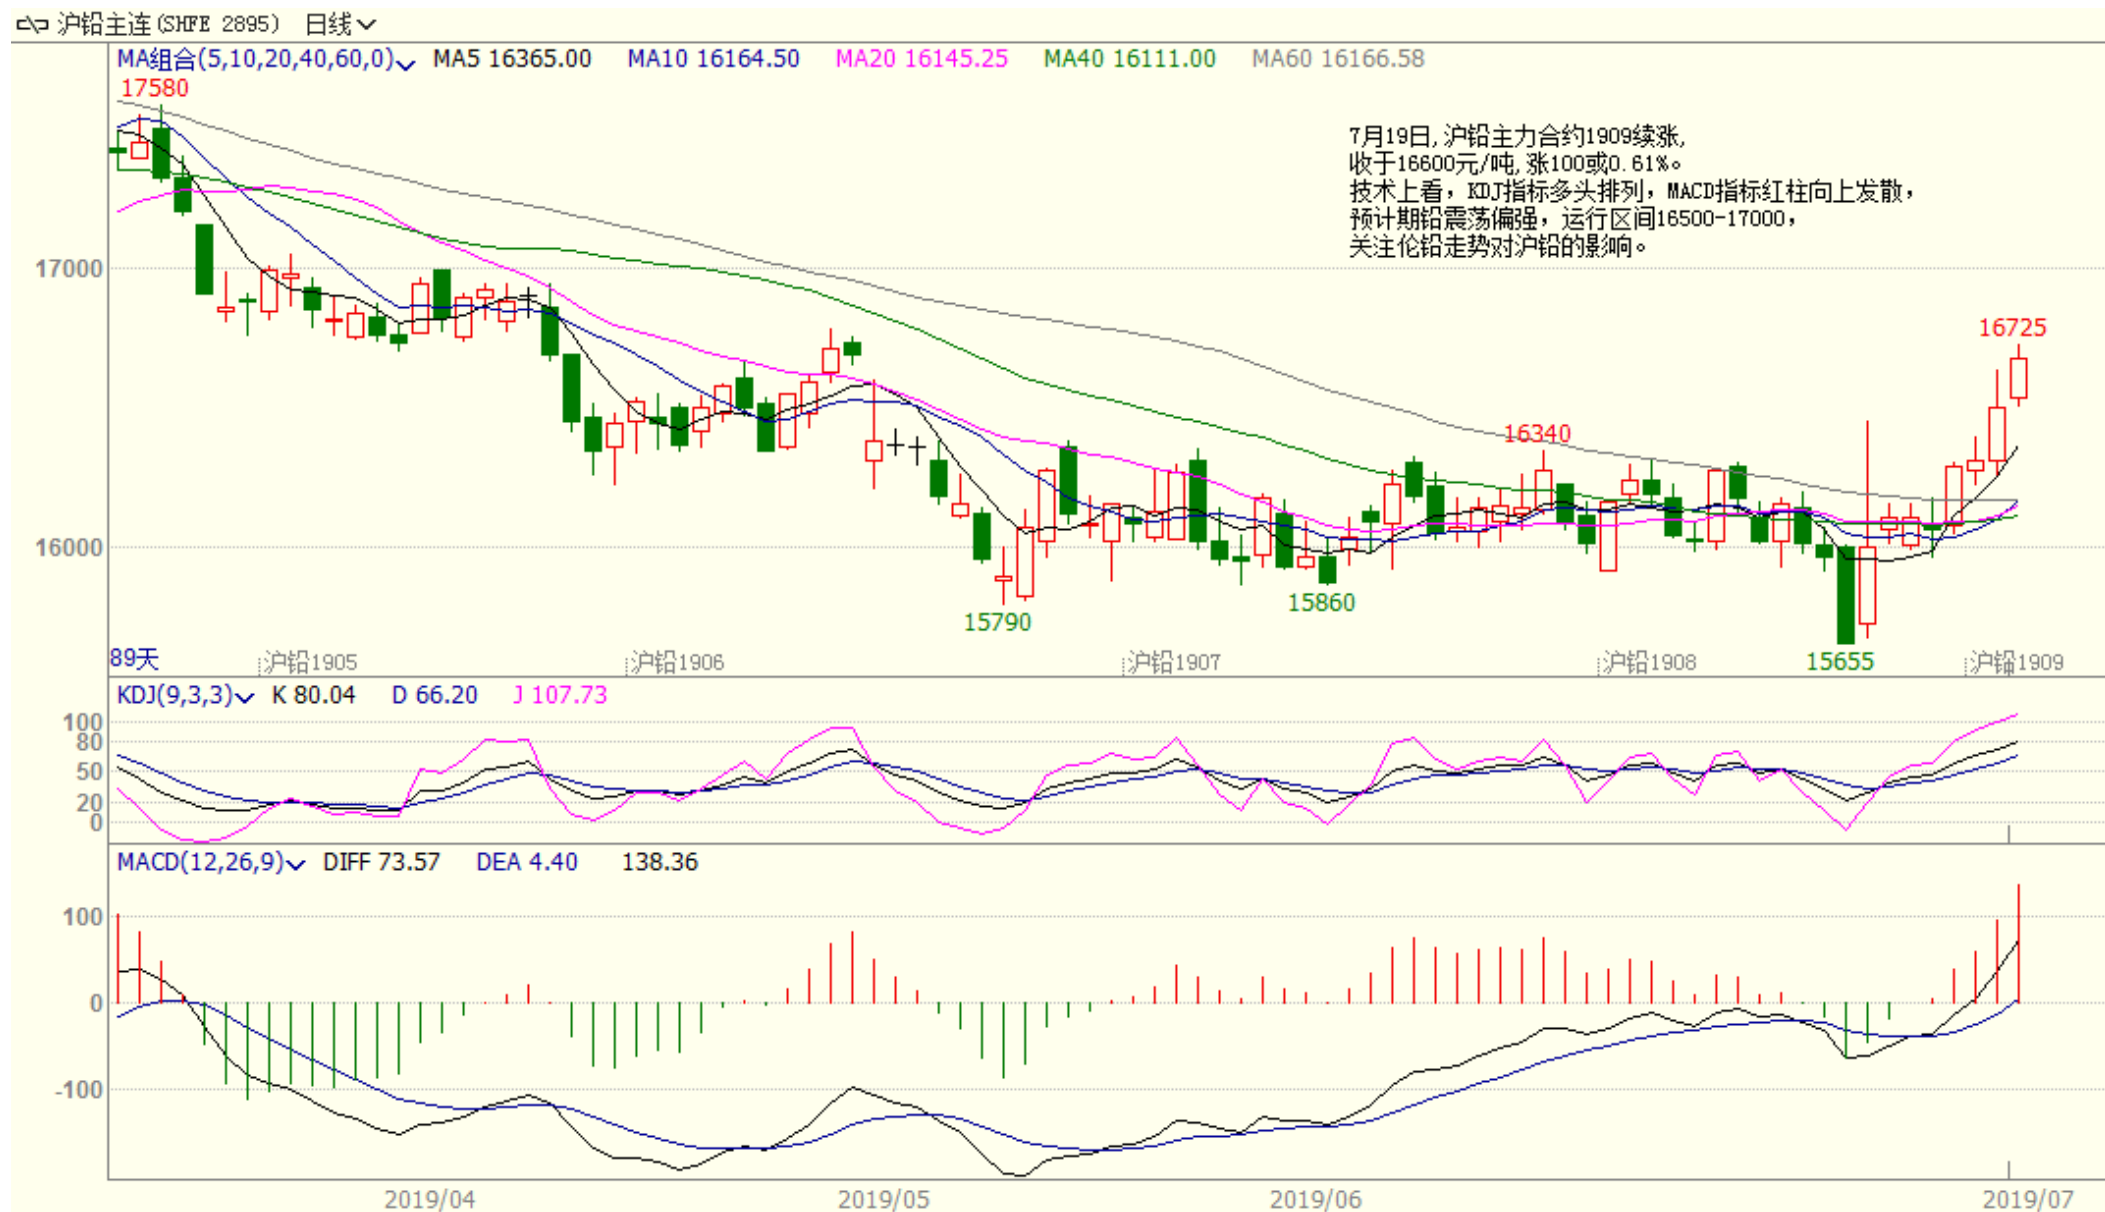 沪铅主连(SHFE 2895) 日线
MA组合(5,10,20,40,60,0) MA5 16365.00 MA10 16164.50 MA20 16145.25 MA40 16111.00 MA60 16166.58
17580
7月19日,沪铅主力合约1909续涨,
收于16600元/吨,涨100或0.61%。
技术上看，KDJ指标多头排列，MACD指标红柱向上发散，
预计期铅震荡偏强，运行区间16500-17000，
关注伦铅走势对沪铅的影响。
17000
16725
16340
16000
15860
15790
15655
89天 沪铅1905 沪铅1906 沪铅1907 沪铅1908 沪铅1909
KDJ(9,3,3) K 80.04 D 66.20 J 107.73
100
80
50
20
0
MACD(12,26,9) DIFF 73.57 DEA 4.40 138.36
100
0
-100
2019/04 2019/05 2019/06 2019/07